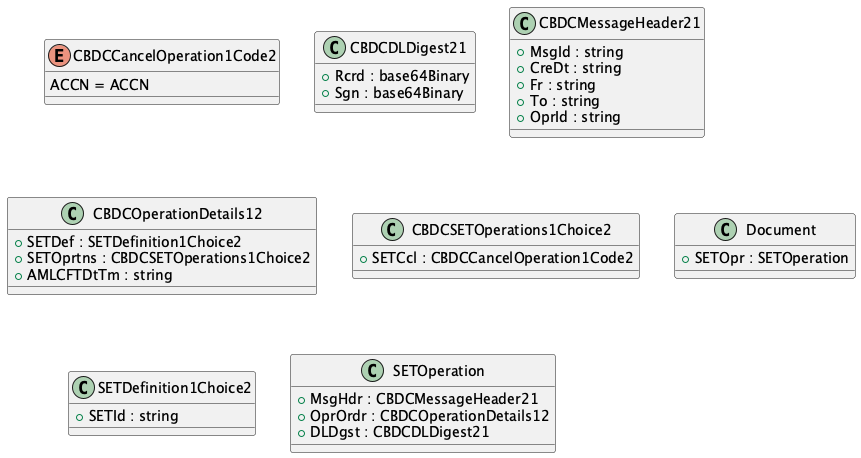 E CBDCCancelOperation1Code2
ACCN = ACCN
C CBDCDLDigest21
Rcrd : base64Binary
Sgn : base64Binary
C CBDCMessageHeader21
MsgId : string
CreDt : string
Fr : string
To : string
OprId : string
C CBDCOperationDetails12
SETDef : SETDefinition1Choice2
SETOprtns : CBDCSETOperations1Choice2
AMLCFTDtTm : string
C CBDCSETOperations1Choice2
SETCcl : CBDCCancelOperation1Code2
C Document
SETOpr : SETOperation
C SETDefinition1Choice2
SETId : string
C SETOperation
MsgHdr : CBDCMessageHeader21
OprOrdr : CBDCOperationDetails12
DLDgst : CBDCDLDigest21